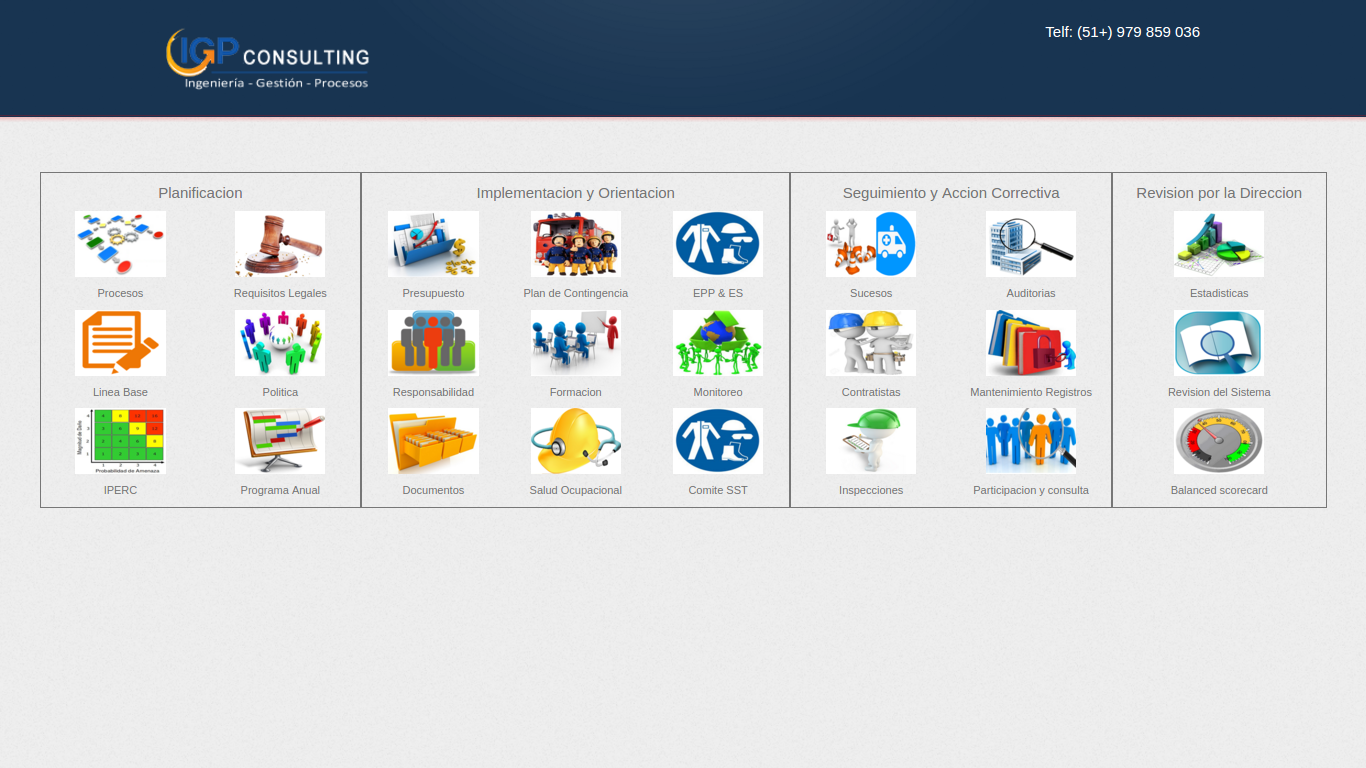 IGP CONSULTING
Ingeniería - Gestión - Procesos
Telf: (51+) 979 859 036
Planificacion
Procesos
Requisitos Legales
Linea Base
Politica
IPERC
Programa Anual
Implementacion y Orientacion
Presupuesto
Plan de Contingencia
EPP & ES
Responsabilidad
Formacion
Monitoreo
Documentos
Salud Ocupacional
Comite SST
Seguimiento y Accion Correctiva
Sucesos
Auditorias
Contratistas
Mantenimiento Registros
Inspecciones
Participacion y consulta
Revision por la Direccion
Estadisticas
Revision del Sistema
Balanced scorecard
Probabilidad de Amenaza